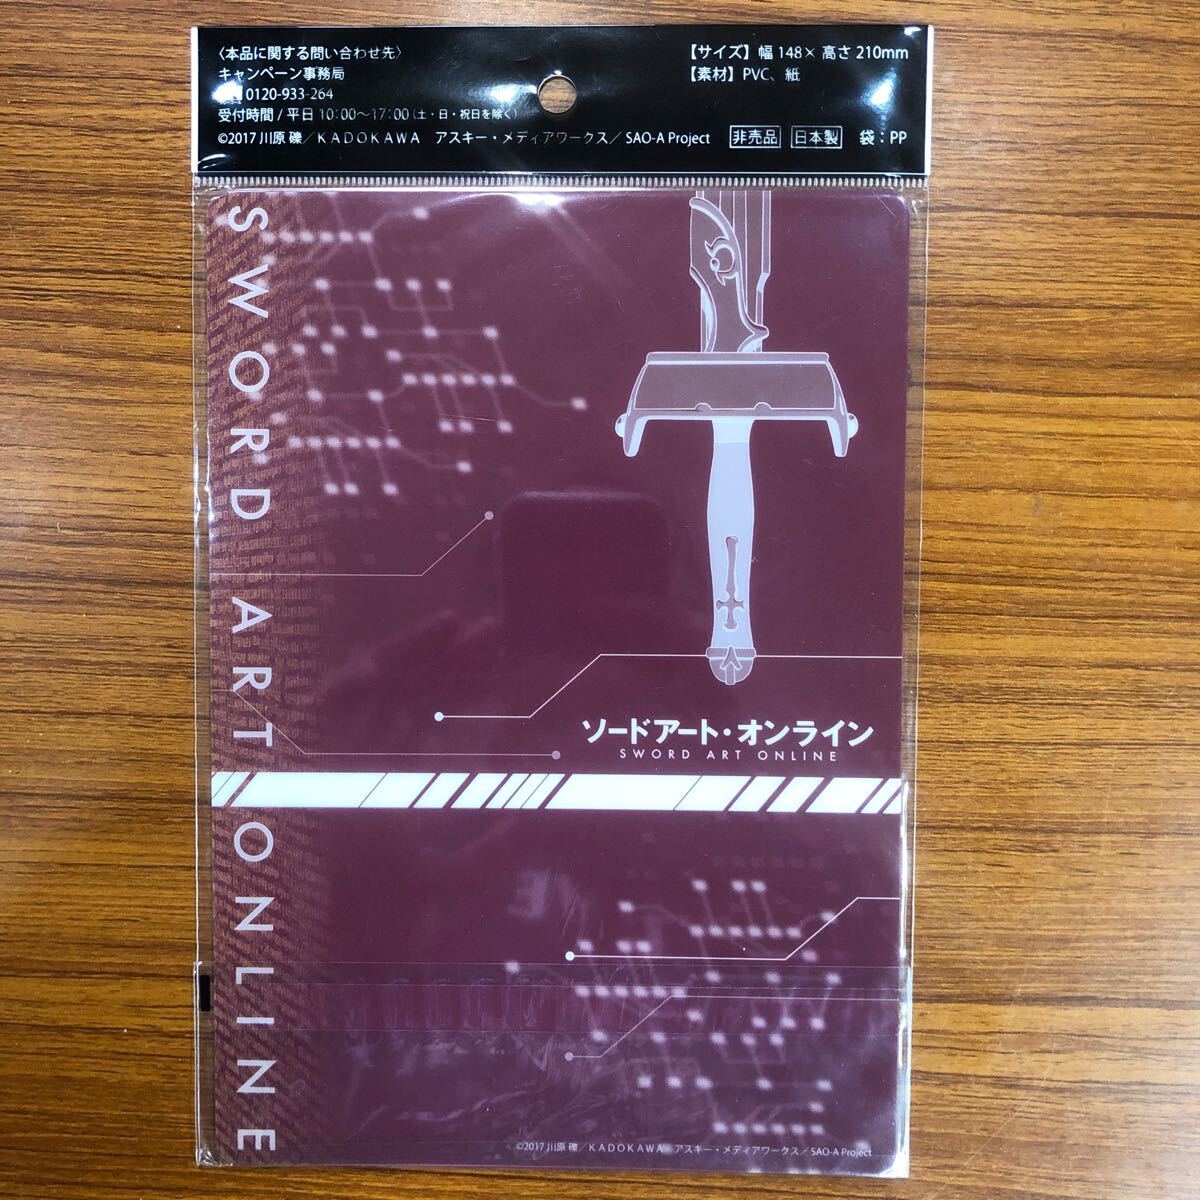 〈本品に関する問い合わせ先〉
キャンペーン事務局
0120-933-264
受付時間 / 平日 10:00～17:00(土・日・祝日を除く)
©2017 川原 礫／KADOKAWA アスキー・メディアワークス／SAO-A Project
【サイズ】幅 148× 高さ 210mm
【素材】PVC、紙
非売品 日本製 袋：PP
SWORD ART ONLINE
ソードアート・オンライン
SWORD ART ONLINE
©2017 川原 礫／KADOKAWA アスキー・メディアワークス／SAO-A Project